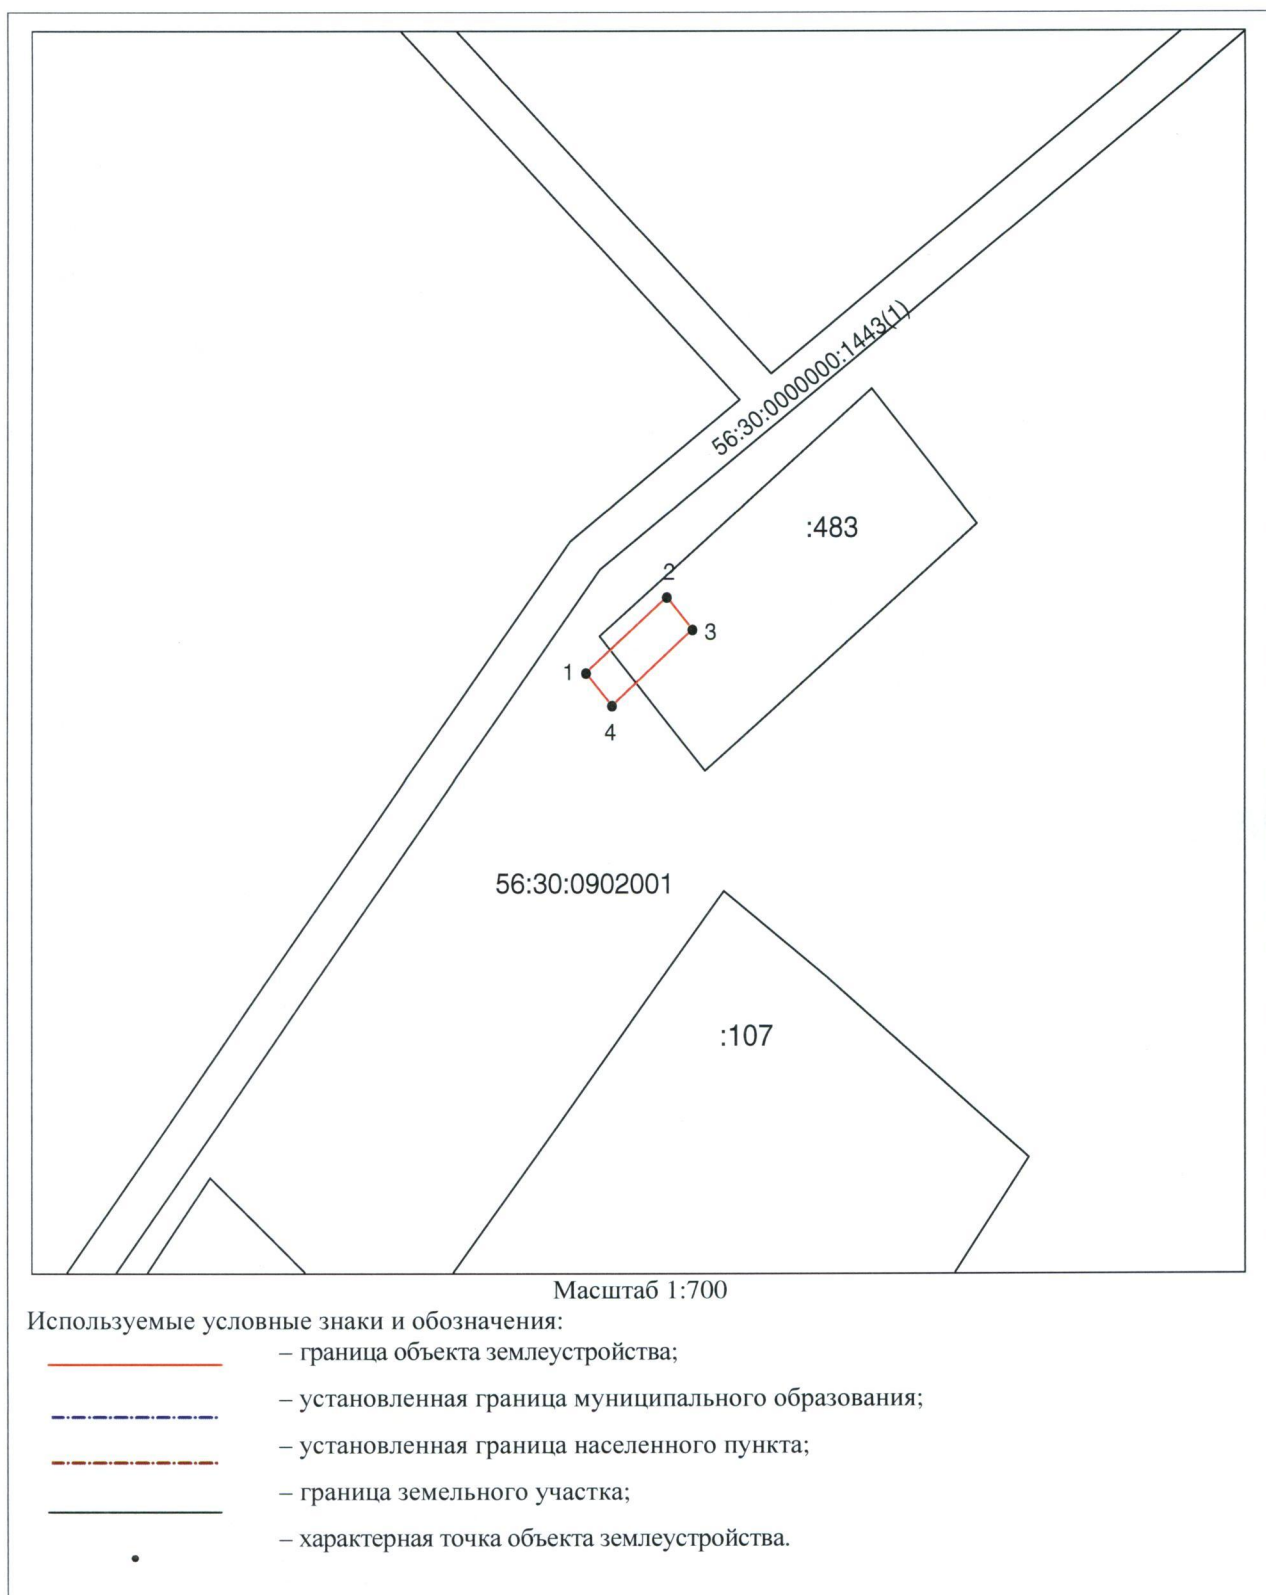 56:30:0000000:1443(1)
:483
2
3
1
4
56:30:0902001
:107
Масштаб 1:700
Используемые условные знаки и обозначения:
– граница объекта землеустройства;
– установленная граница муниципального образования;
– установленная граница населенного пункта;
– граница земельного участка;
– характерная точка объекта землеустройства.